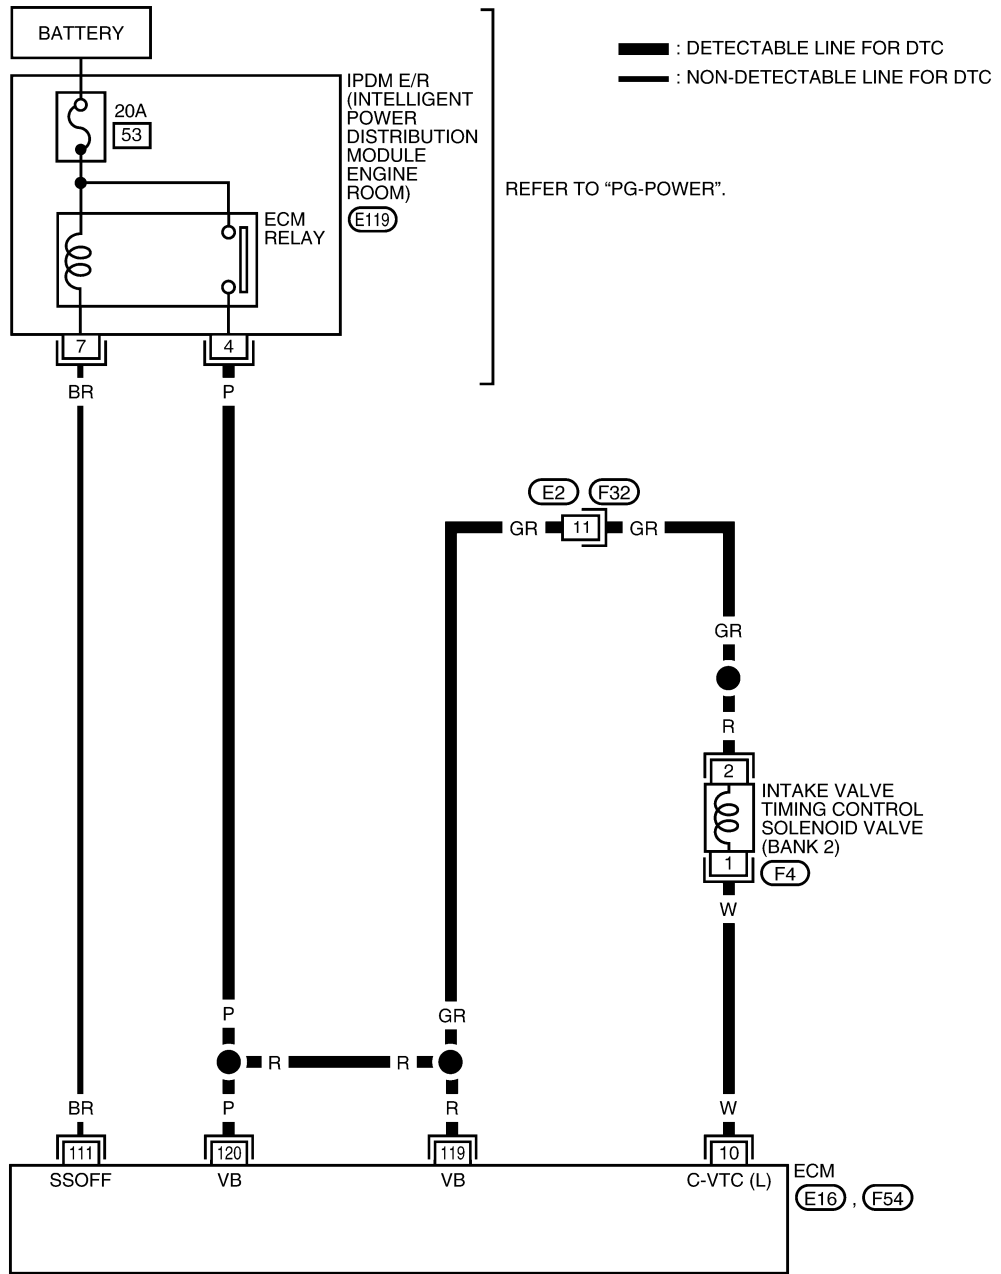 BATTERY
: DETECTABLE LINE FOR DTC
: NON-DETECTABLE LINE FOR DTC
IPDM E/R
(INTELLIGENT
POWER
DISTRIBUTION
MODULE
ENGINE
ROOM)
E119
20A
53
REFER TO “PG-POWER”.
ECM
RELAY
7
4
BR
P
E2
F32
GR
11
GR
GR
R
2
INTAKE VALVE
TIMING CONTROL
SOLENOID VALVE
(BANK 2)
1
F4
W
P
GR
R
R
BR
P
R
W
111
120
119
10
SSOFF
VB
VB
C-VTC (L)
ECM
E16 , F54